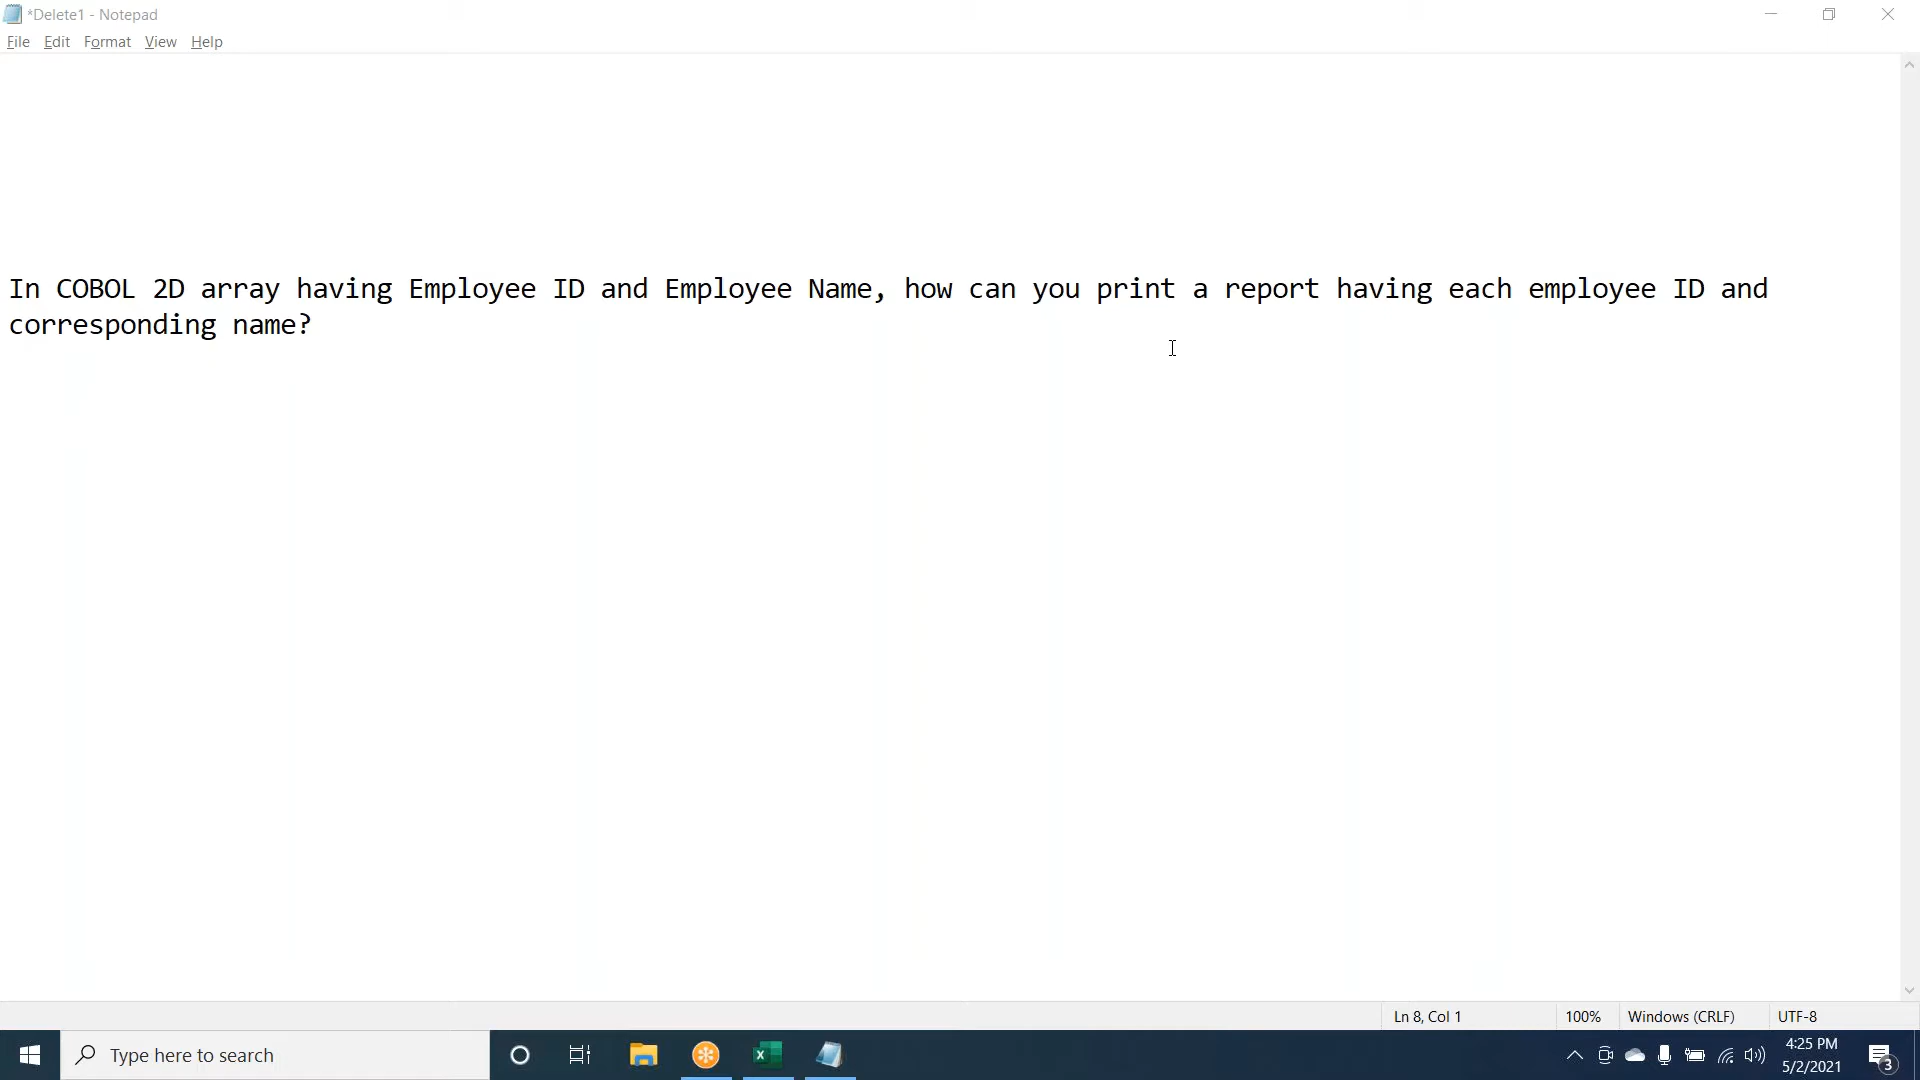 *Delete1 - Notepad
File Edit Format View Help
In COBOL 2D array having Employee ID and Employee Name, how can you print a report having each employee ID and
corresponding name?
Ln 8, Col 1 100% Windows (CRLF) UTF-8
Type here to search
4:25 PM
5/2/2021
3